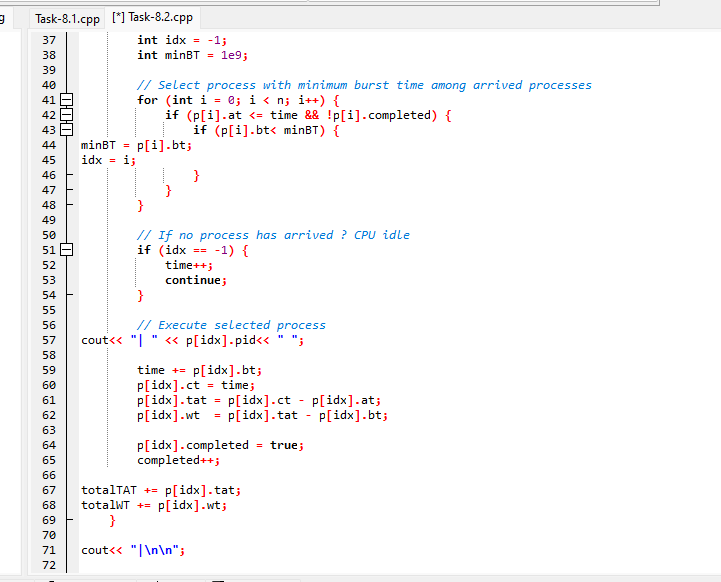 g
Task-8.1.cpp [*] Task-8.2.cpp
37 int idx = -1;
38 int minBT = 1e9;
39
40 // Select process with minimum burst time among arrived processes
41 for (int i = 0; i < n; i++) {
42 if (p[i].at <= time && !p[i].completed) {
43 if (p[i].bt< minBT) {
44 minBT = p[i].bt;
45 idx = i;
46 }
47 }
48 }
49
50 // If no process has arrived ? CPU idle
51 if (idx == -1) {
52 time++;
53 continue;
54 }
55
56 // Execute selected process
57 cout<< "| " << p[idx].pid<< " ";
58
59 time += p[idx].bt;
60 p[idx].ct = time;
61 p[idx].tat = p[idx].ct - p[idx].at;
62 p[idx].wt  = p[idx].tat - p[idx].bt;
63
64 p[idx].completed = true;
65 completed++;
66
67 totalTAT += p[idx].tat;
68 totalWT += p[idx].wt;
69 }
70
71 cout<< "|\n\n";
72